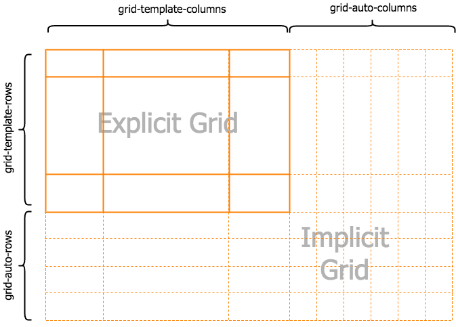 grid-template-columns
grid-auto-columns
grid-template-rows
Explicit Grid
grid-auto-rows
Implicit
Grid